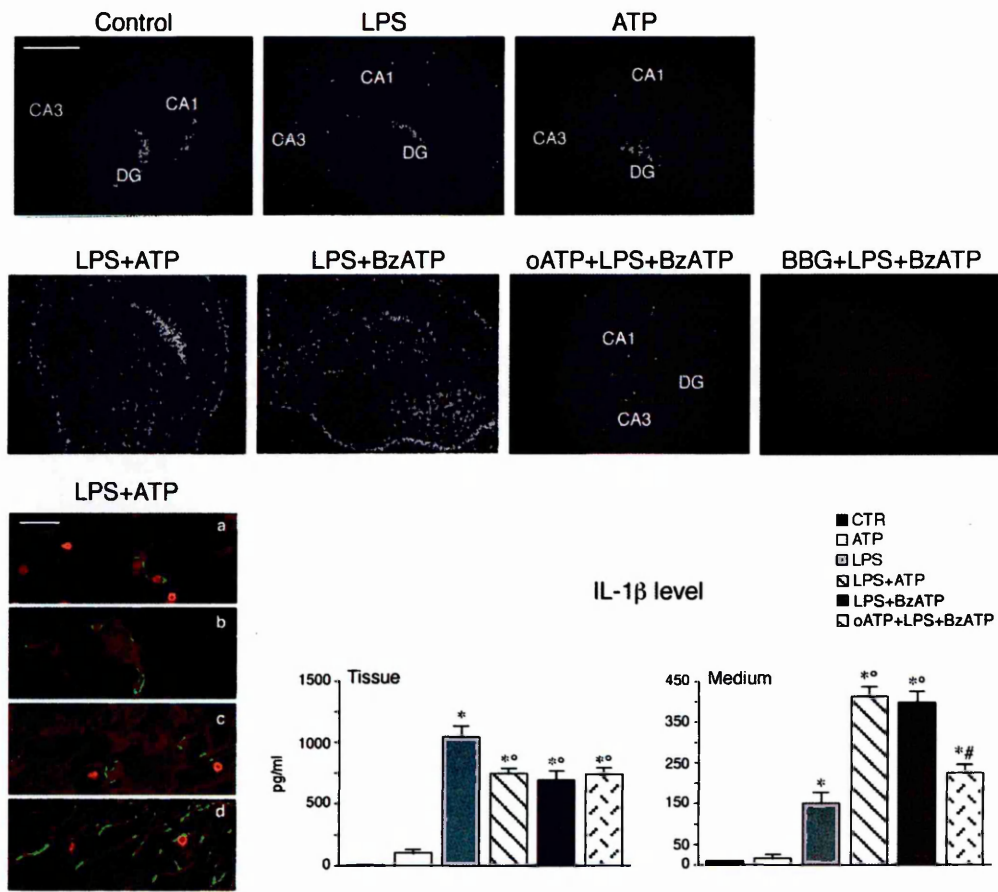 Control
LPS
ATP
CA3
CA1
DG
CA1
CA3
DG
CA1
CA3
DG
LPS+ATP
LPS+BzATP
oATP+LPS+BzATP
BBG+LPS+BzATP
CA1
DG
CA3
LPS+ATP
a
b
c
d
CTR
ATP
LPS
LPS+ATP
LPS+BzATP
oATP+LPS+BzATP
IL-1β level
Tissue
pg/ml
1500
1000
500
0
*
*°
*°
*°
Medium
450
350
250
150
50
0
*
*°
*°
*#